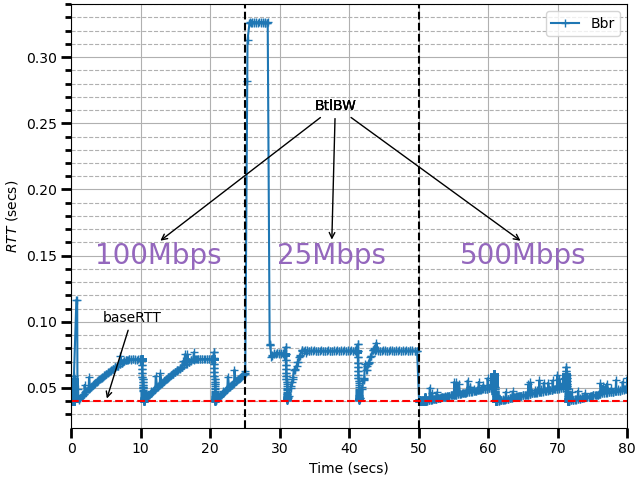 Bbr
0.30
0.25
0.20
0.15
0.10
0.05
RTT (secs)
BtlBW
100Mbps 25Mbps 500Mbps
baseRTT
0 10 20 30 40 50 60 70 80
Time (secs)